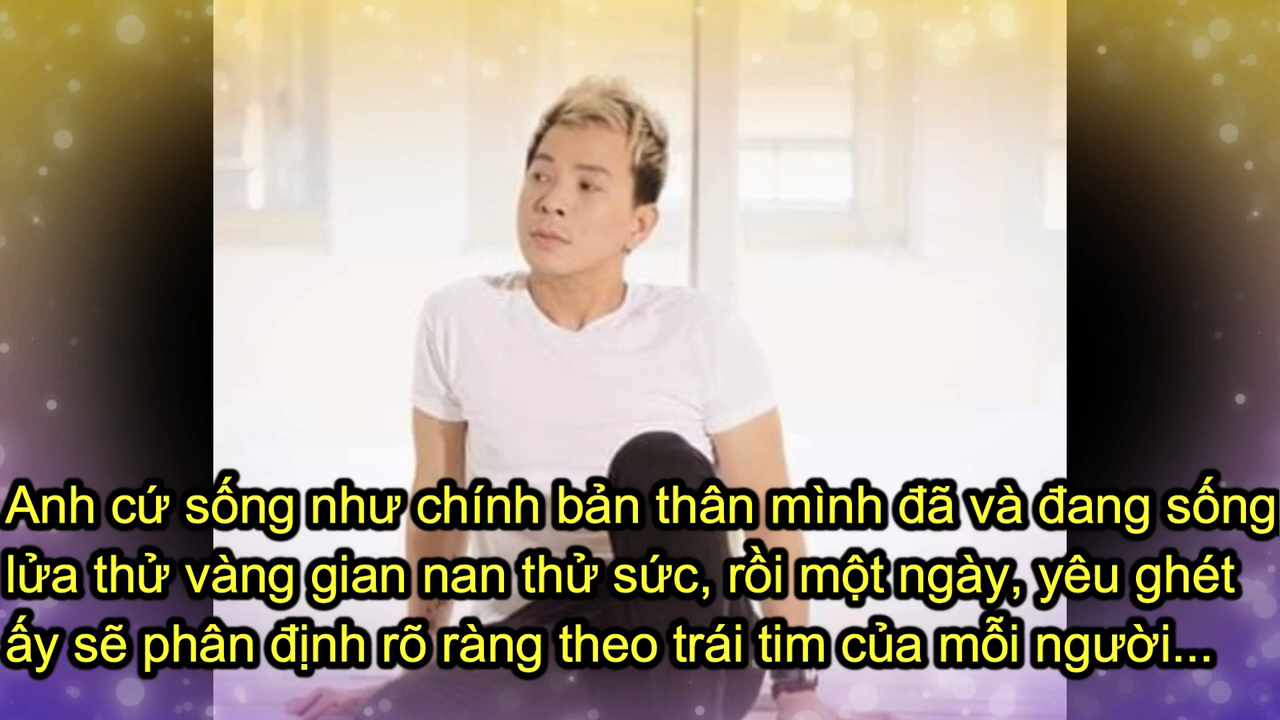 Anh cứ sống như chính bản thân mình đã và đang sống
lửa thử vàng gian nan thử sức, rồi một ngày, yêu ghét
ấy sẽ phân định rõ ràng theo trái tim của mỗi người...